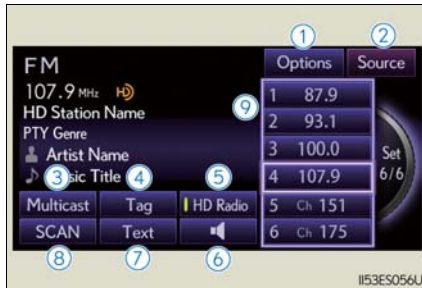 ① ②
Options Source
FM
107.9 MHz HD
⑨
HD Station Name
PTY Genre
Artist Name
Music Title
1 87.9
2 93.1
3 100.0
4 107.9
5 Ch 151
6 Ch 175
Set
6/6
③ ④ ⑤
Multicast Tag HD Radio
SCAN Text
⑧ ⑦ ⑥
II53ES056U